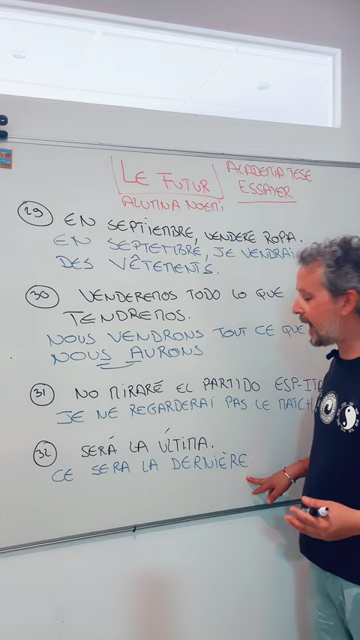 LE FUTUR
ACADEMIA TESE
ESSAYER
ALUMNA NOEMI
29 EN SEPTIEMBRE, VENDERÉ ROPA.
EN SEPTEMBRE, JE VENDRAI
DES VÊTEMENTS.
30 VENDEREMOS TODO LO QUE
TENDREMOS.
NOUS VENDRONS TOUT CE QUE
NOUS AURONS
31 NO MIRARÉ EL PARTIDO ESP-ITA
JE NE REGARDERAI PAS LE MATCH
32 SERÁ LA ÚLTIMA.
CE SERA LA DERNIÈRE